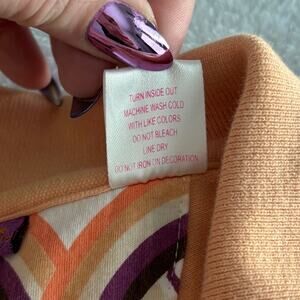 TURN INSIDE OUT
MACHINE WASH COLD
WITH LIKE COLORS
DO NOT BLEACH
LINE DRY
DO NOT IRON ON DECORATION